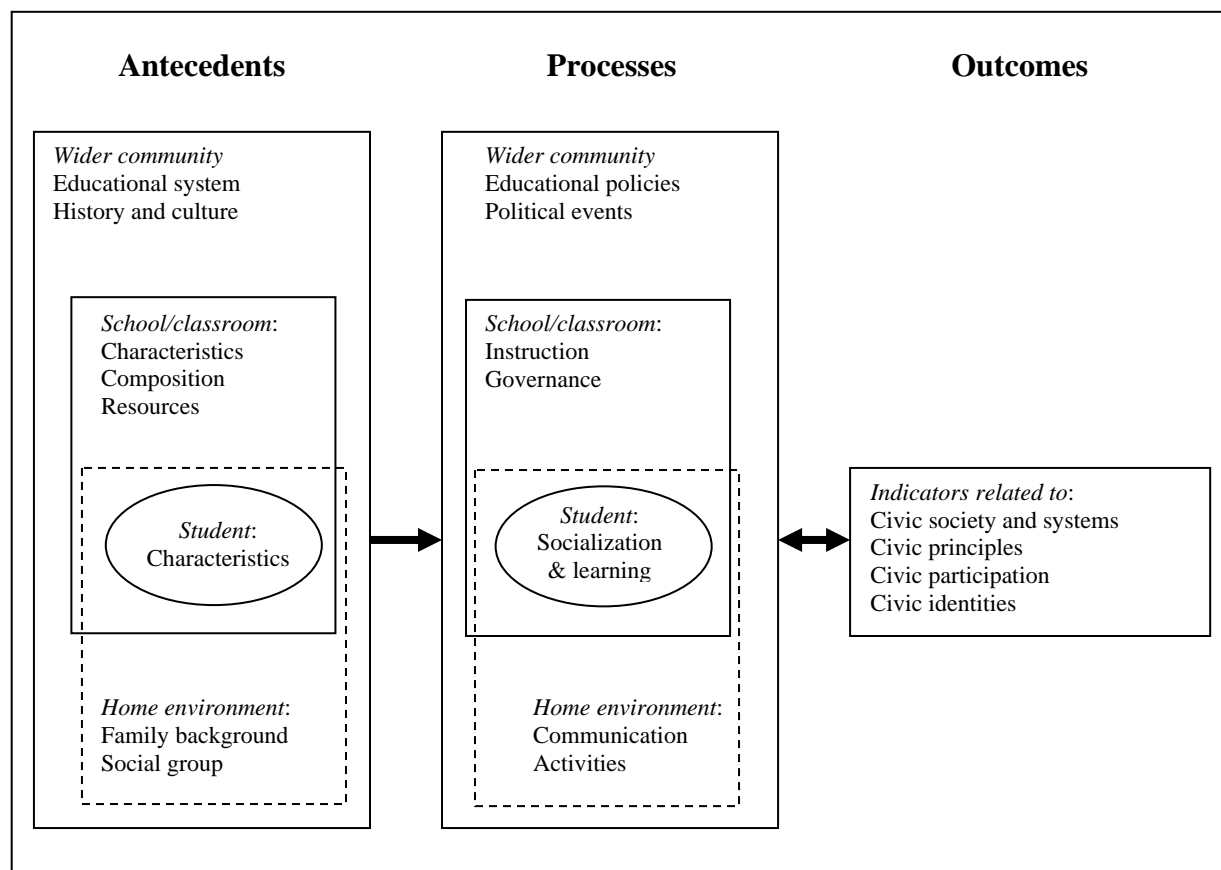 Antecedents
Processes
Outcomes
Wider community
Educational system
History and culture
School/classroom:
Characteristics
Composition
Resources
Student:
Characteristics
Home environment:
Family background
Social group
Wider community
Educational policies
Political events
School/classroom:
Instruction
Governance
Student:
Socialization
& learning
Home environment:
Communication
Activities
Indicators related to:
Civic society and systems
Civic principles
Civic participation
Civic identities